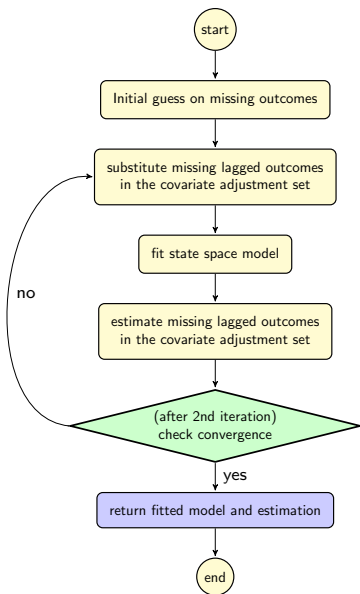 start
Initial guess on missing outcomes
substitute missing lagged outcomes
in the covariate adjustment set
fit state space model
estimate missing lagged outcomes
in the covariate adjustment set
no
(after 2nd iteration)
check convergence
yes
return fitted model and estimation
end